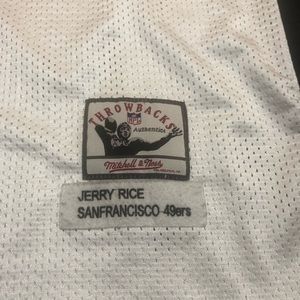 THROWBACKS
NFL
Authentics
Mitchell & Ness
JERRY RICE
SANFRANCISCO 49ers